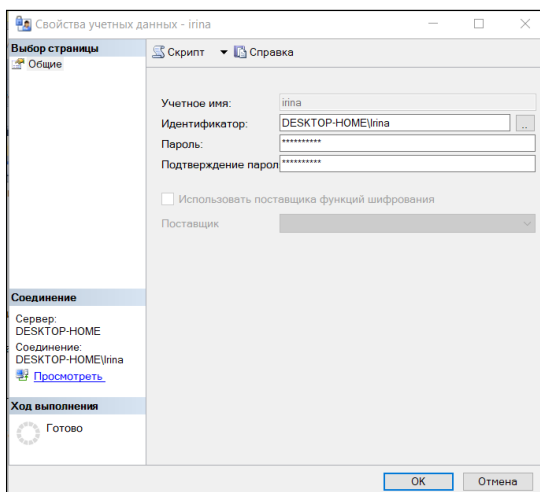 Свойства учетных данных - irina
Выбор страницы
Общие
Скрипт
Справка
Учетное имя:
irina
Идентификатор:
DESKTOP-HOME\Irina
..
Пароль:
**********
Подтверждение парол
**********
Использовать поставщика функций шифрования
Поставщик
Соединение
Сервер:
DESKTOP-HOME
Соединение:
DESKTOP-HOME\Irina
Просмотреть
Ход выполнения
Готово
OK
Отмена